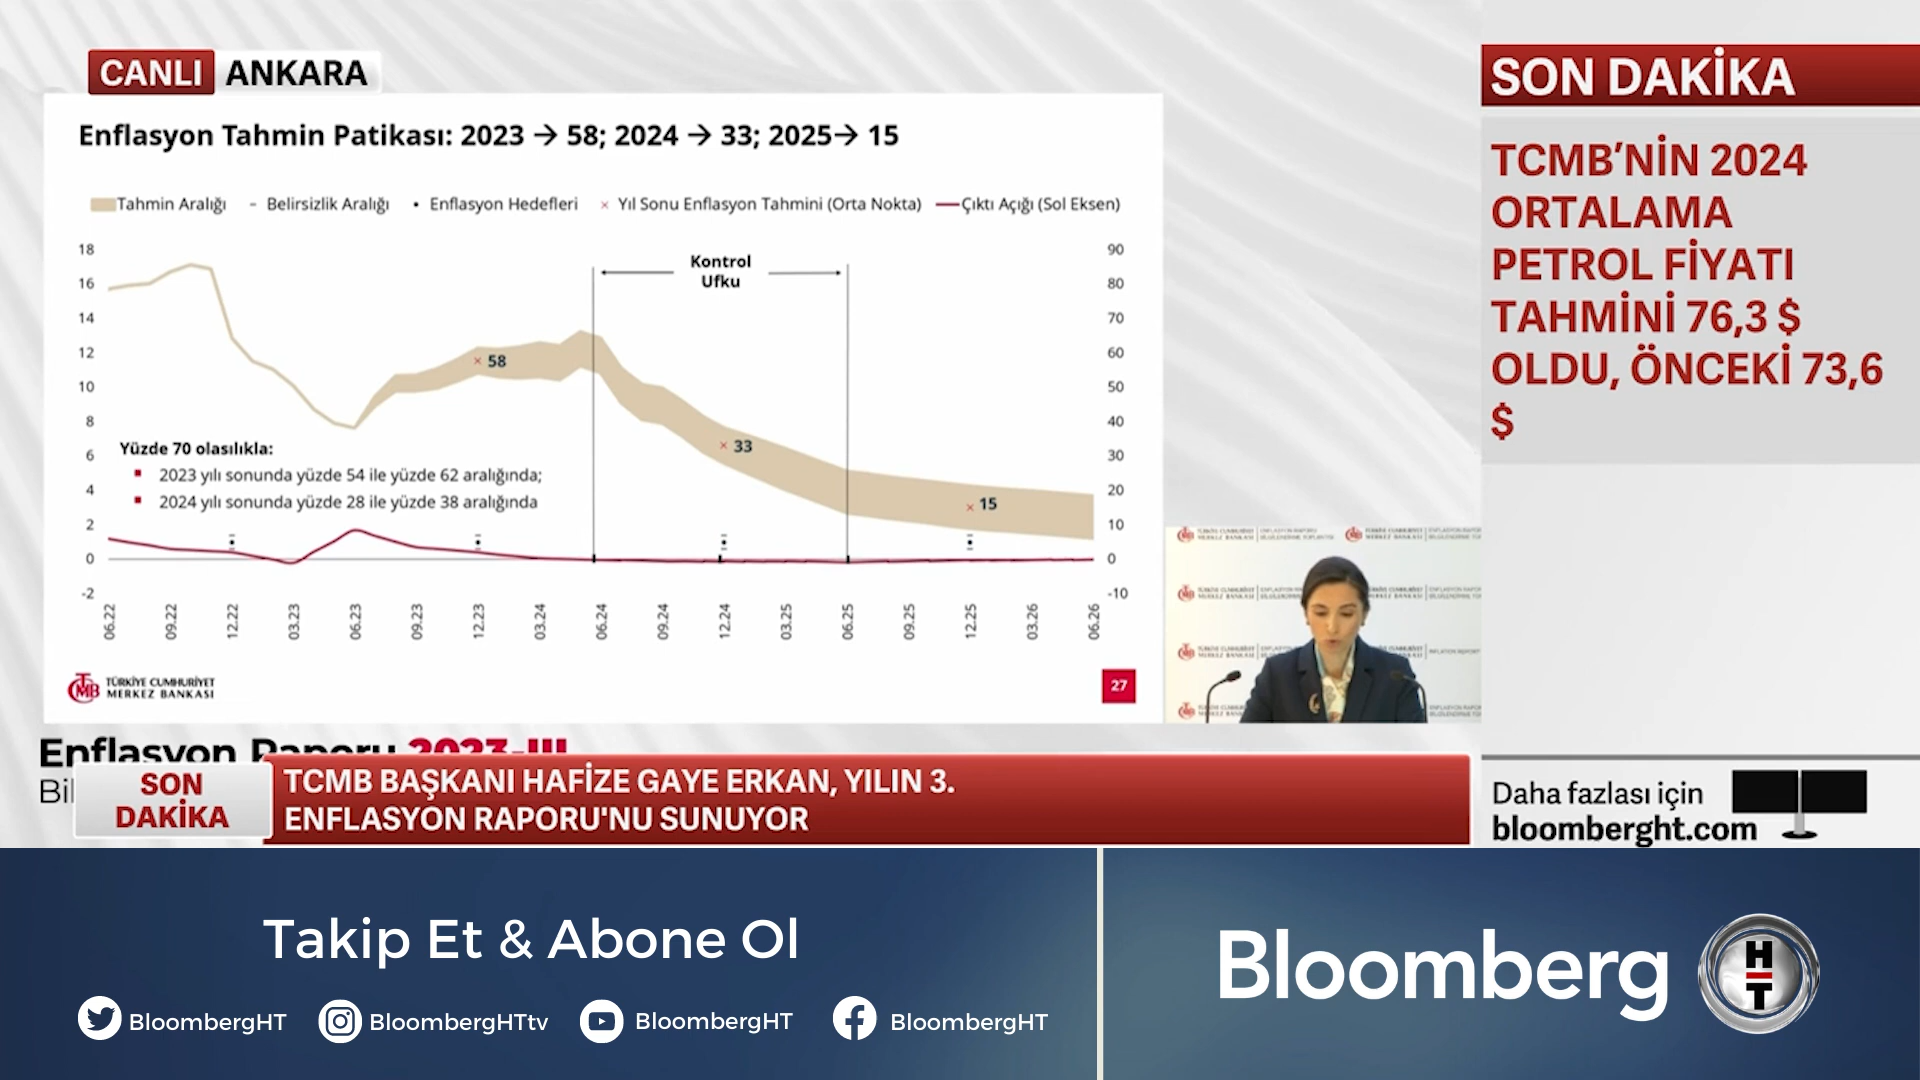 CANLI ANKARA
Enflasyon Tahmin Patikası: 2023 → 58; 2024 → 33; 2025→ 15
Tahmin Aralığı - Belirsizlik Aralığı • Enflasyon Hedefleri × Yıl Sonu Enflasyon Tahmini (Orta Nokta) Çıktı Açığı (Sol Eksen)
18
16
14
12
10
8
6
4
2
0
-2
90
80
70
60
50
40
30
20
10
0
-10
Kontrol
Ufku
58
33
15
Yüzde 70 olasılıkla:
2023 yılı sonunda yüzde 54 ile yüzde 62 aralığında;
2024 yılı sonunda yüzde 28 ile yüzde 38 aralığında
06.22 09.22 12.22 03.23 06.23 09.23 12.23 03.24 06.24 09.24 12.24 03.25 06.25 09.25 12.25 03.26 06.26
TÜRKİYE CUMHURİYET
MERKEZ BANKASI
27
SON DAKİKA
TCMB'NİN 2024
ORTALAMA
PETROL FİYATI
TAHMİNİ 76,3 $
OLDU, ÖNCEKİ 73,6
$
Enflasyon Raporu 2023-III
SON
DAKİKA
TCMB BAŞKANI HAFİZE GAYE ERKAN, YILIN 3.
ENFLASYON RAPORU'NU SUNUYOR
Daha fazlası için
bloomberght.com
Takip Et & Abone Ol
BloombergHT BloombergHTtv BloombergHT BloombergHT
Bloomberg HT